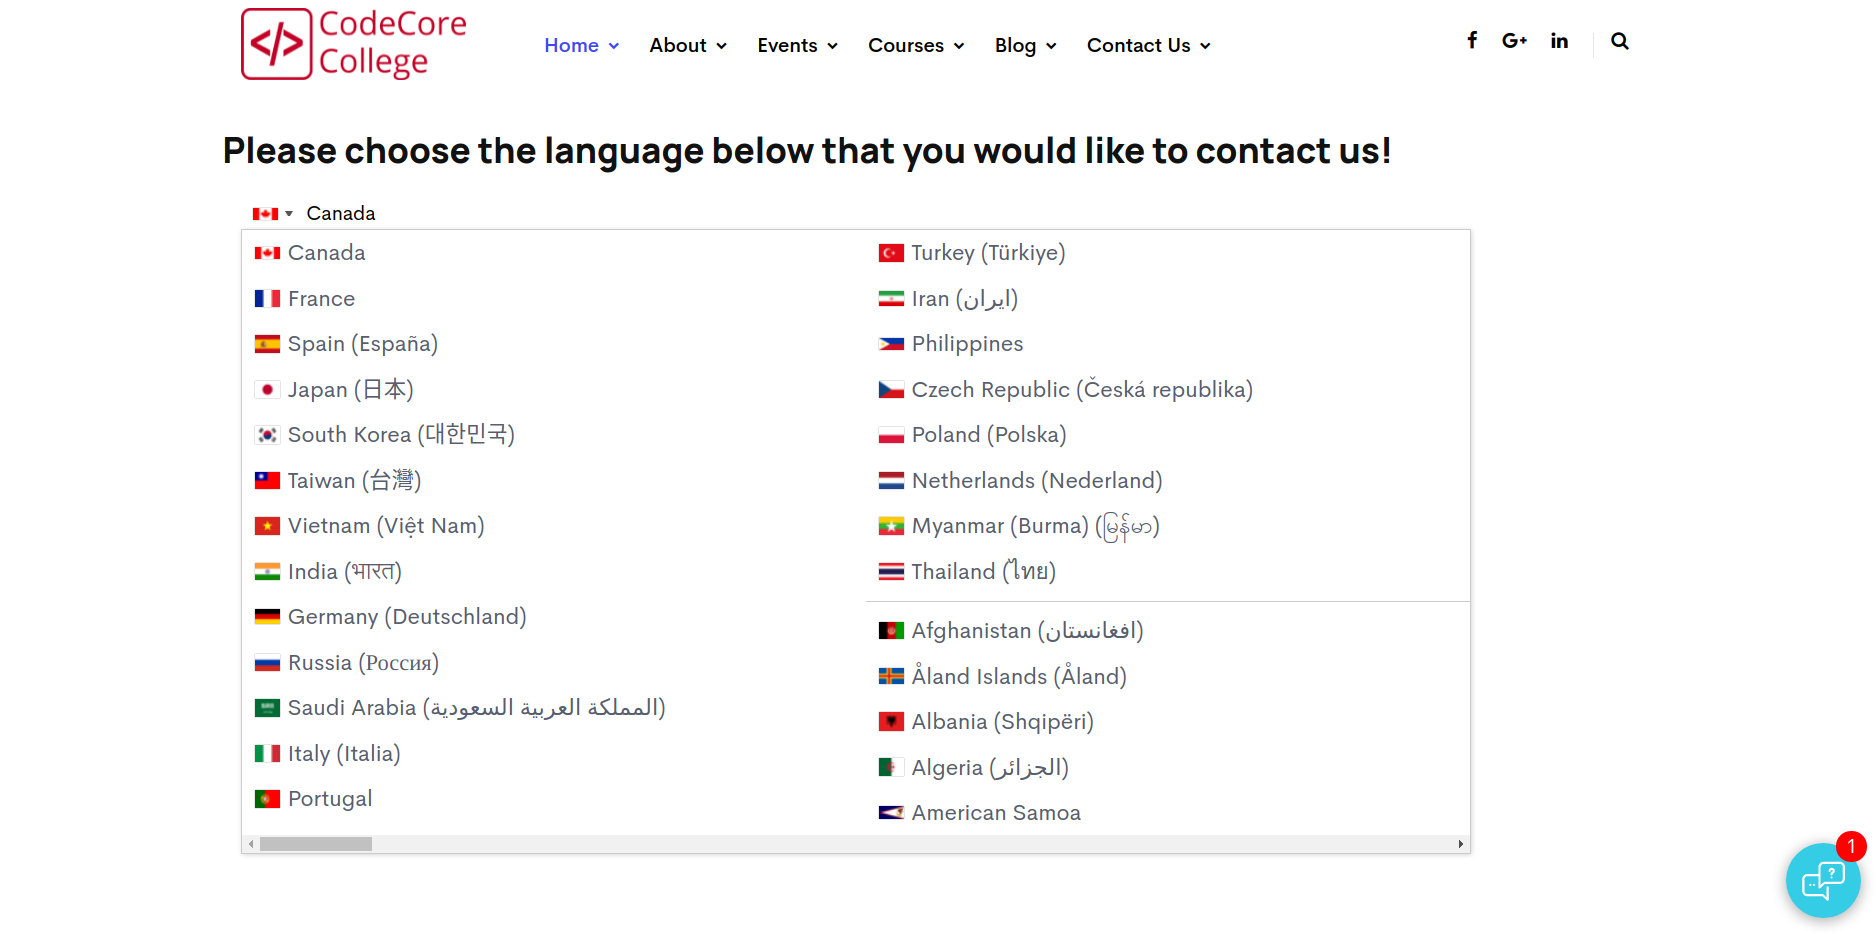 CodeCore
College
Home
About
Events
Courses
Blog
Contact Us
G+
in
Please choose the language below that you would like to contact us!
Canada
Canada
France
Spain (España)
Japan (日本)
South Korea (대한민국)
Taiwan (台灣)
Vietnam (Việt Nam)
India (भारत)
Germany (Deutschland)
Russia (Россия)
Saudi Arabia (المملكة العربية السعودية)
Italy (Italia)
Portugal
Turkey (Türkiye)
Iran (ایران)
Philippines
Czech Republic (Česká republika)
Poland (Polska)
Netherlands (Nederland)
Myanmar (Burma) (မြန်မာ)
Thailand (ไทย)
Afghanistan (افغانستان)
Åland Islands (Åland)
Albania (Shqipëri)
Algeria (الجزائر)
American Samoa
1